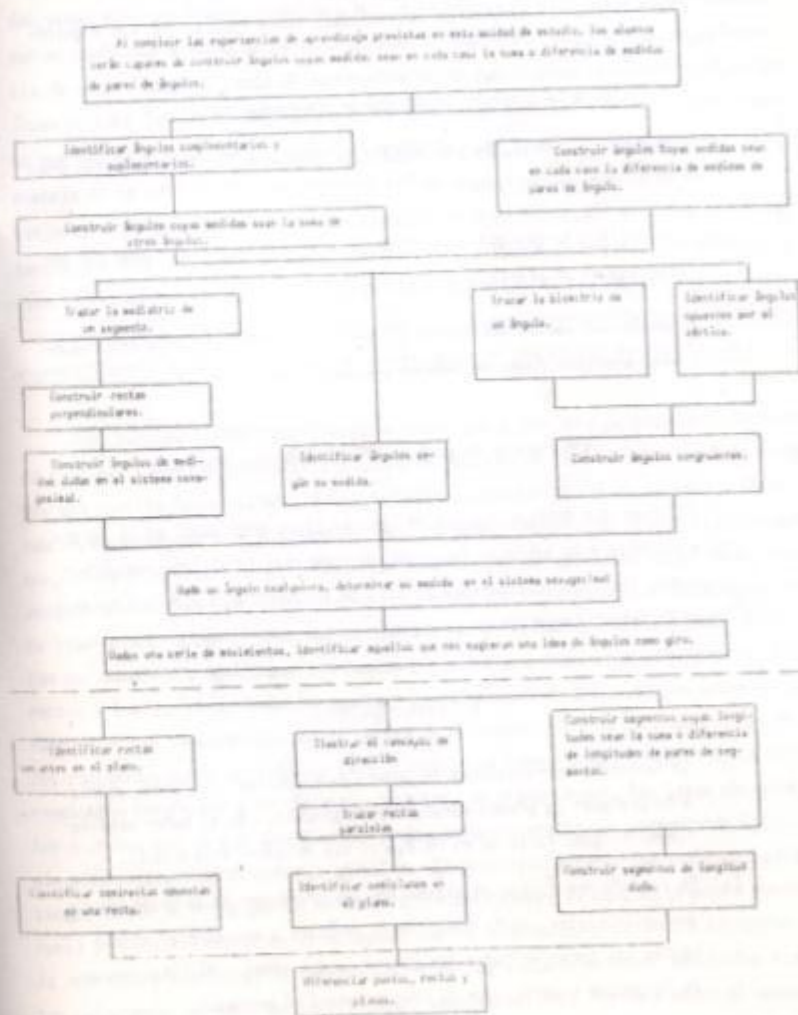 Al concluir las experiencias de aprendizaje previstas en esta unidad de estudio, los alumnos
serán capaces de construir ángulos cuyas medidas sean en cada caso la suma o diferencia de medidas
de pares de ángulos.
Identificar ángulos complementarios y
suplementarios.
Construir ángulos cuyas medidas sean
en cada caso la diferencia de medidas de
pares de ángulo.
Construir ángulos cuyas medidas sean la suma de
otros ángulos.
Trazar la mediatriz de
un segmento.
Trazar la bisectriz de
un ángulo.
Identificar ángulos
opuestos por el
vértice.
Construir rectas
perpendiculares.
Construir ángulos de medi-
das dadas en el sistema sexa-
gesimal.
Identificar ángulos se-
gún su medida.
Construir ángulos congruentes.
Dado un ángulo cualquiera, determinar su medida en el sistema sexagesimal
Dados una serie de movimientos, identificar aquellos que nos sugieran una idea de ángulos como giro.
Identificar rectas
en el plano.
Ilustrar el concepto de
dirección
Construir segmentos cuyas longi-
tudes sean la suma o diferencia
de longitudes de pares de seg-
mentos.
Trazar rectas
paralelas
Identificar semirectas opuestas
en una recta.
Identificar semiplanos en
el plano.
Construir segmentos de longitud
dada.
Diferenciar puntos, rectas y
planos.